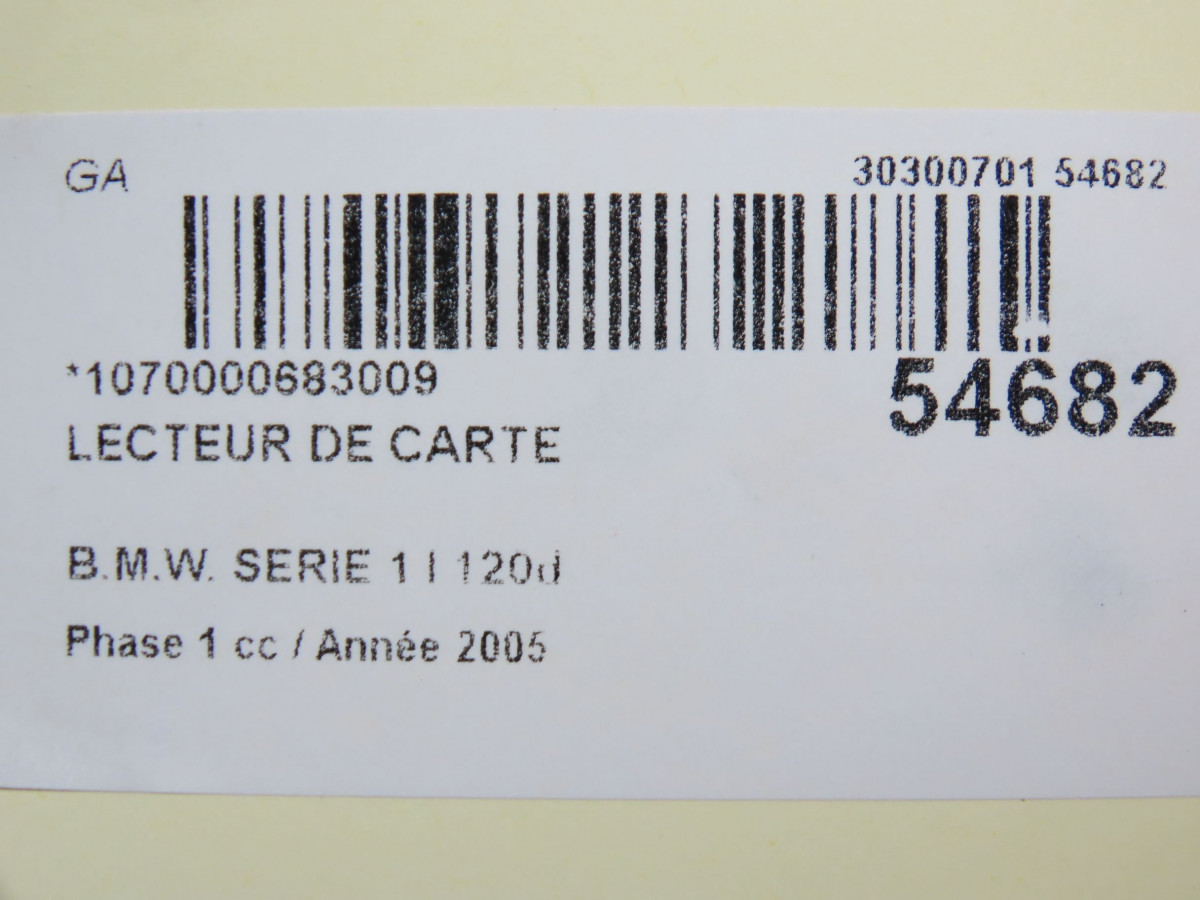 GA
30300701 54682
*1070000683009
54682
LECTEUR DE CARTE
B.M.W. SERIE 1 I 120d
Phase 1 cc / Année 2005